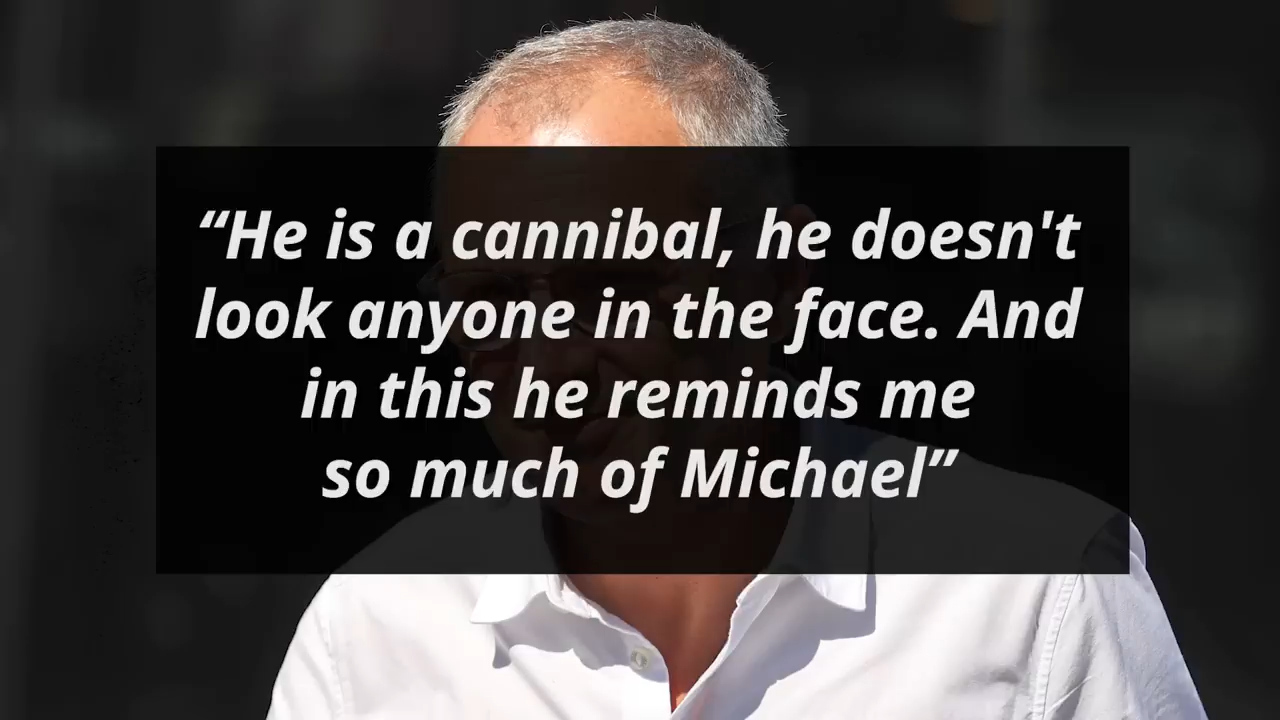 “He is a cannibal, he doesn't
look anyone in the face. And
in this he reminds me
so much of Michael”